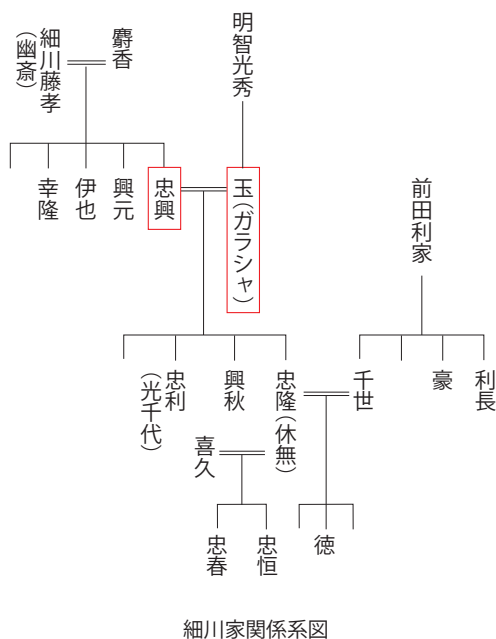 明智光秀
麝香
細川藤孝
(幽斎)
前田利家
玉(ガラシャ)
忠興
興元
伊也
幸隆
利長
豪
千世
忠隆(休無)
興秋
忠利
(光千代)
喜久
徳
忠恒
忠春
細川家関係系図